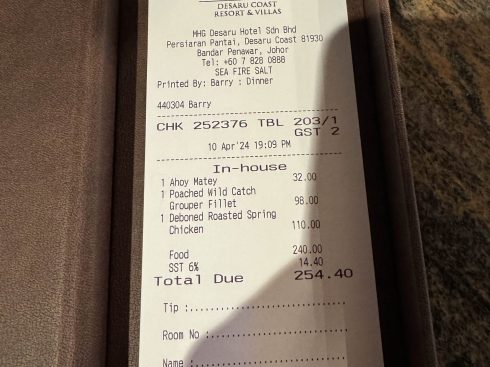 DESARU COAST
RESORT & VILLAS
MHG Desaru Hotel Sdn Bhd
Persiaran Pantai, Desaru Coast 81930
Bandar Penawar, Johor
Tel: +60 7 828 0888
SEA FIRE SALT
Printed By: Barry : Dinner
440304 Barry
CHK 252376 TBL 203/1
GST 2
10 Apr'24 19:09 PM
In-house
1 Ahoy Matey 32.00
1 Poached Wild Catch
Grouper Fillet 98.00
1 Deboned Roasted Spring
Chicken 110.00
Food 240.00
SST 6% 14.40
Total Due 254.40
Tip :
Room No :
Name :